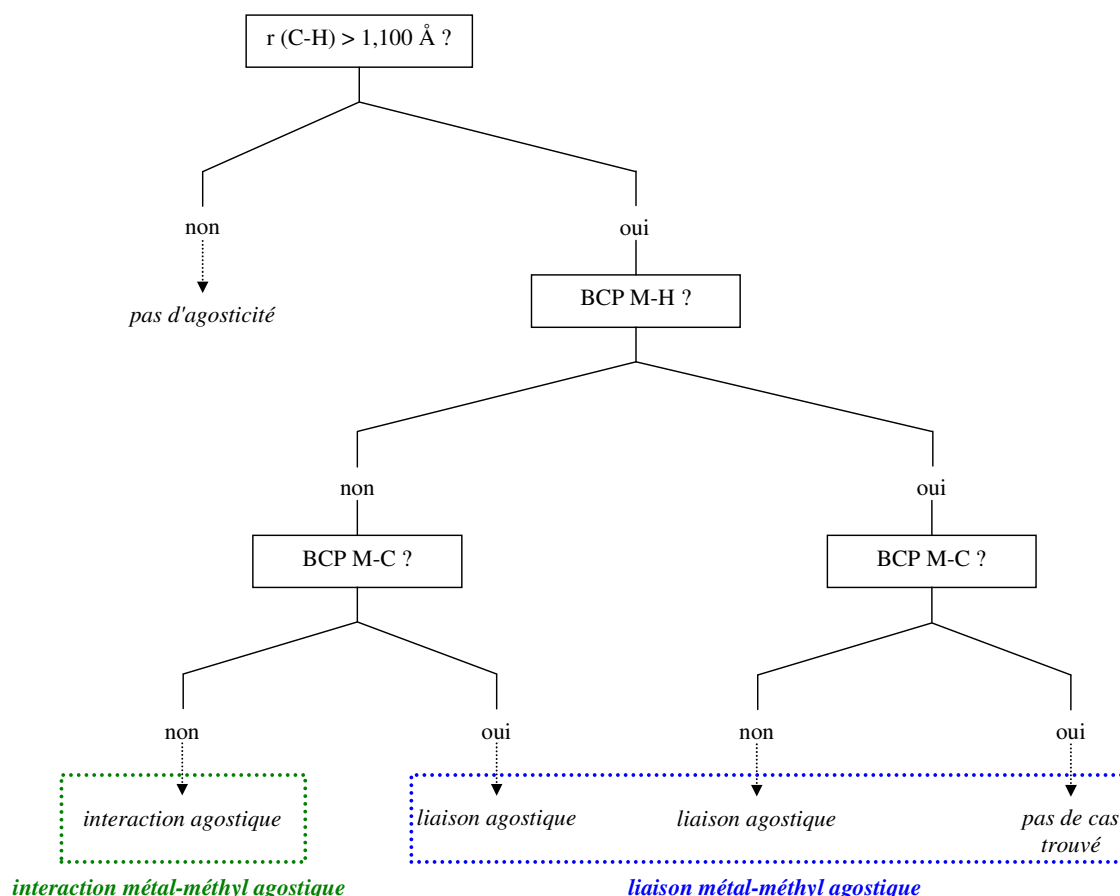 r (C-H) > 1,100 Å ?
non
oui
pas d'agosticité
BCP M-H ?
non
oui
BCP M-C ?
BCP M-C ?
non
oui
non
oui
interaction agostique
liaison agostique
liaison agostique
pas de cas
trouvé
interaction métal-méthyl agostique
liaison métal-méthyl agostique